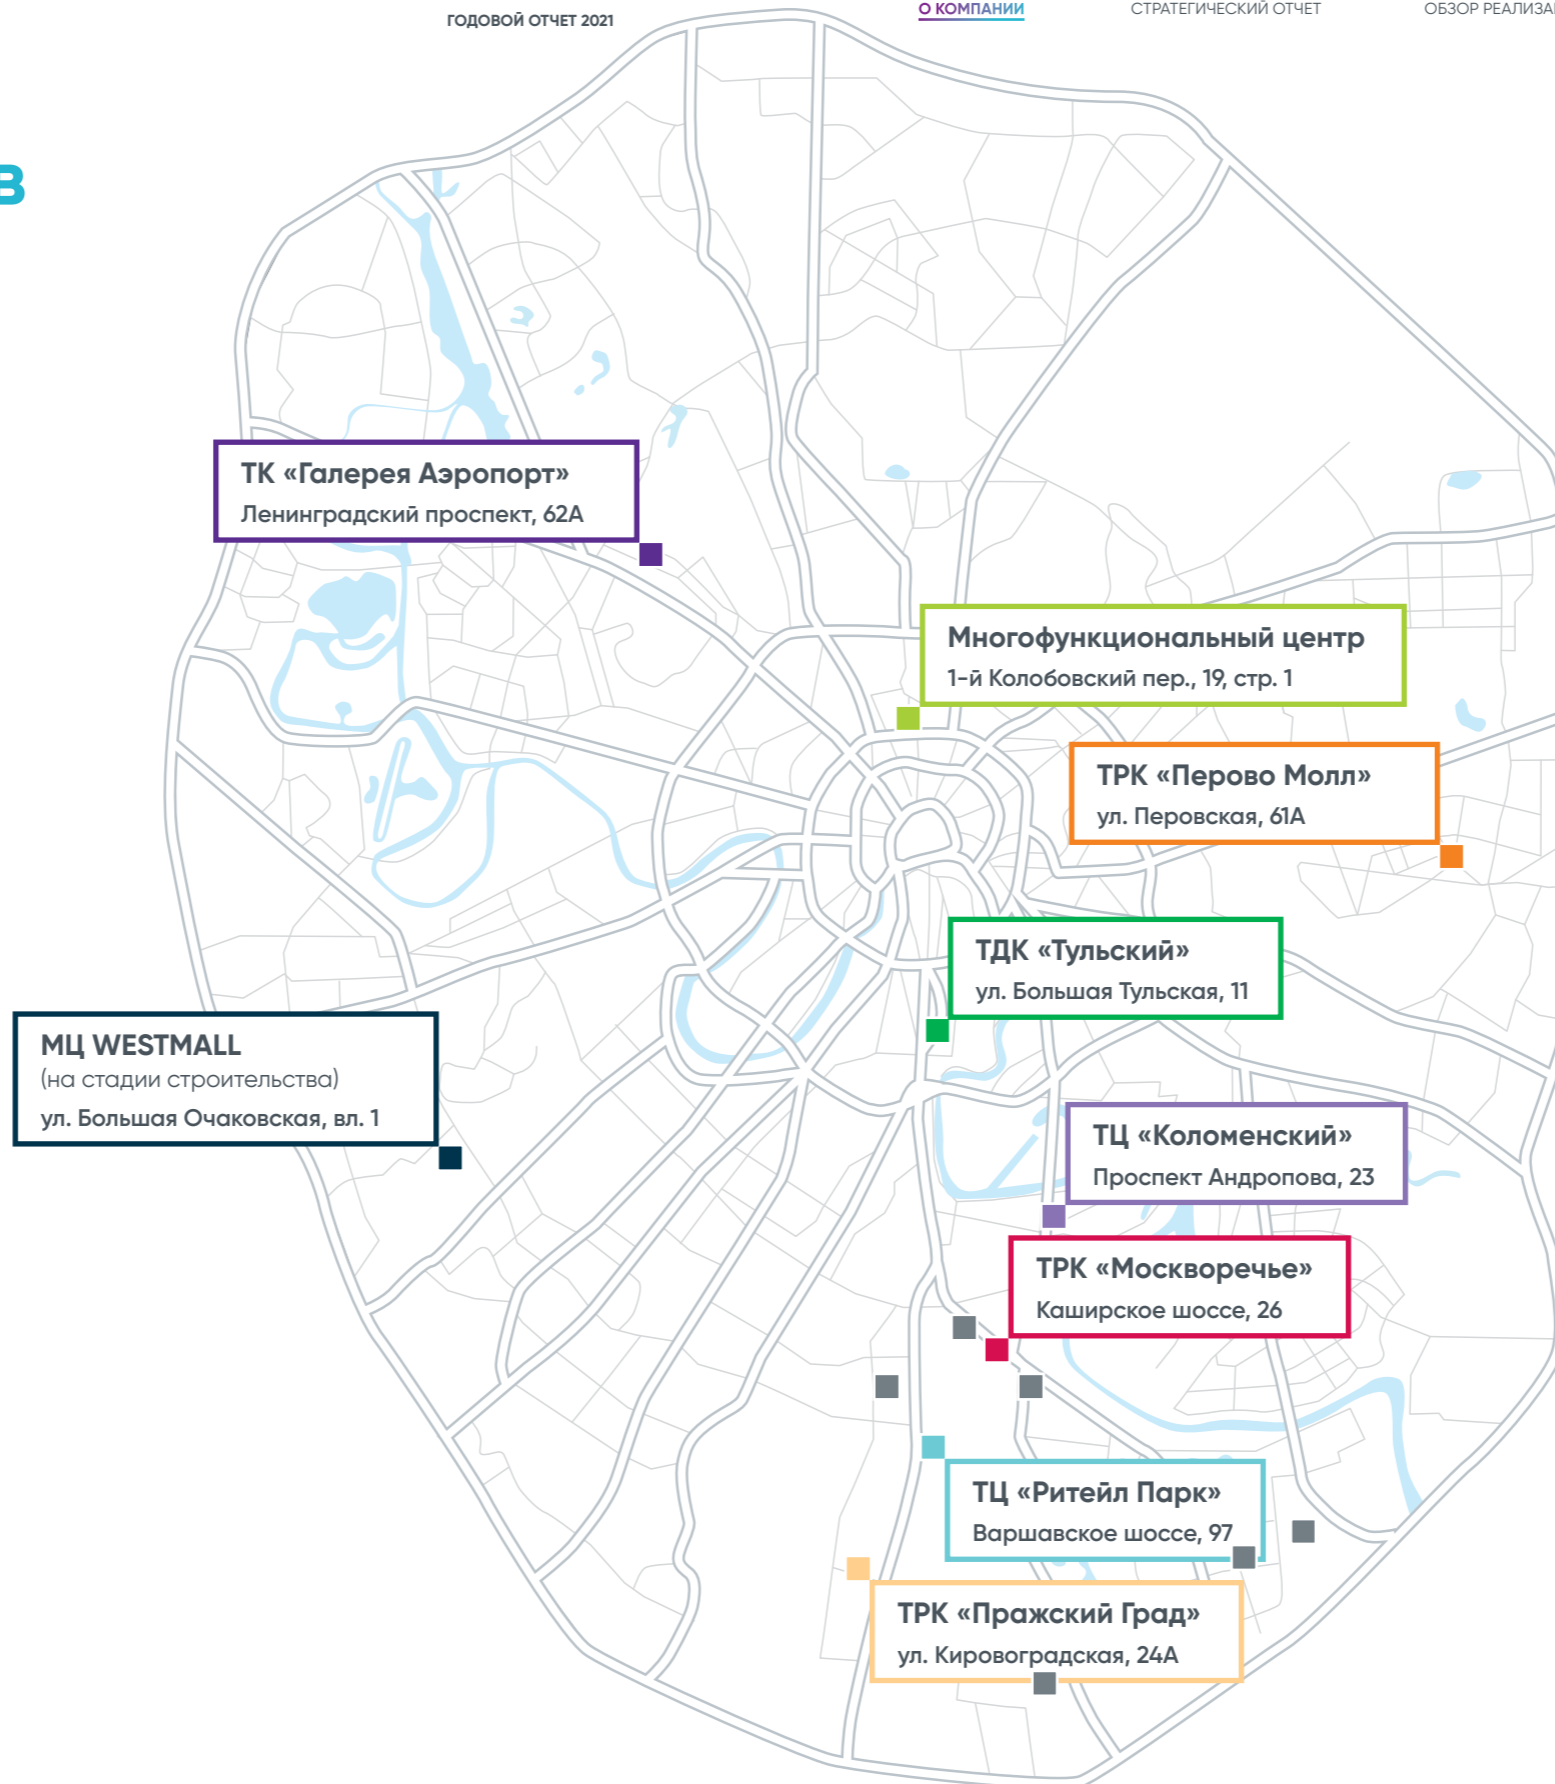 ГОДОВОЙ ОТЧЕТ 2021
О КОМПАНИИ
СТРАТЕГИЧЕСКИЙ ОТЧЕТ
ОБЗОР РЕАЛИЗА
В
ТК «Галерея Аэропорт»
Ленинградский проспект, 62А
Многофункциональный центр
1-й Колобовский пер., 19, стр. 1
ТРК «Перово Молл»
ул. Перовская, 61А
ТДК «Тульский»
ул. Большая Тульская, 11
МЦ WESTMALL
(на стадии строительства)
ул. Большая Очаковская, вл. 1
ТЦ «Коломенский»
Проспект Андропова, 23
ТРК «Москворечье»
Каширское шоссе, 26
ТЦ «Ритейл Парк»
Варшавское шоссе, 97
ТРК «Пражский Град»
ул. Кировоградская, 24А